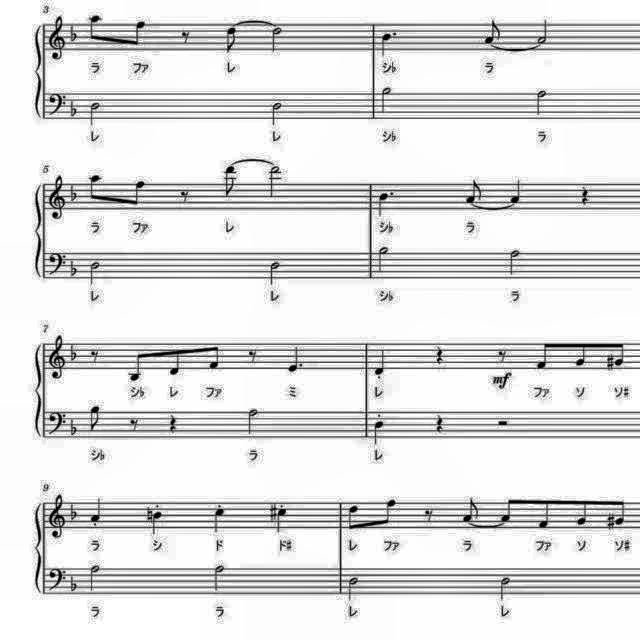 3
ラ ファ レ シ♭ ラ
レ レ シ♭ ラ
5
ラ ファ レ シ♭ ラ
レ レ シ♭ ラ
7
mf
シ♭ レ ファ ミ レ ファ ソ ソ♯
シ♭ ラ レ
9
ラ シ ド ド♯ レ ファ ラ ファ ソ ソ♯
ラ ラ レ レ